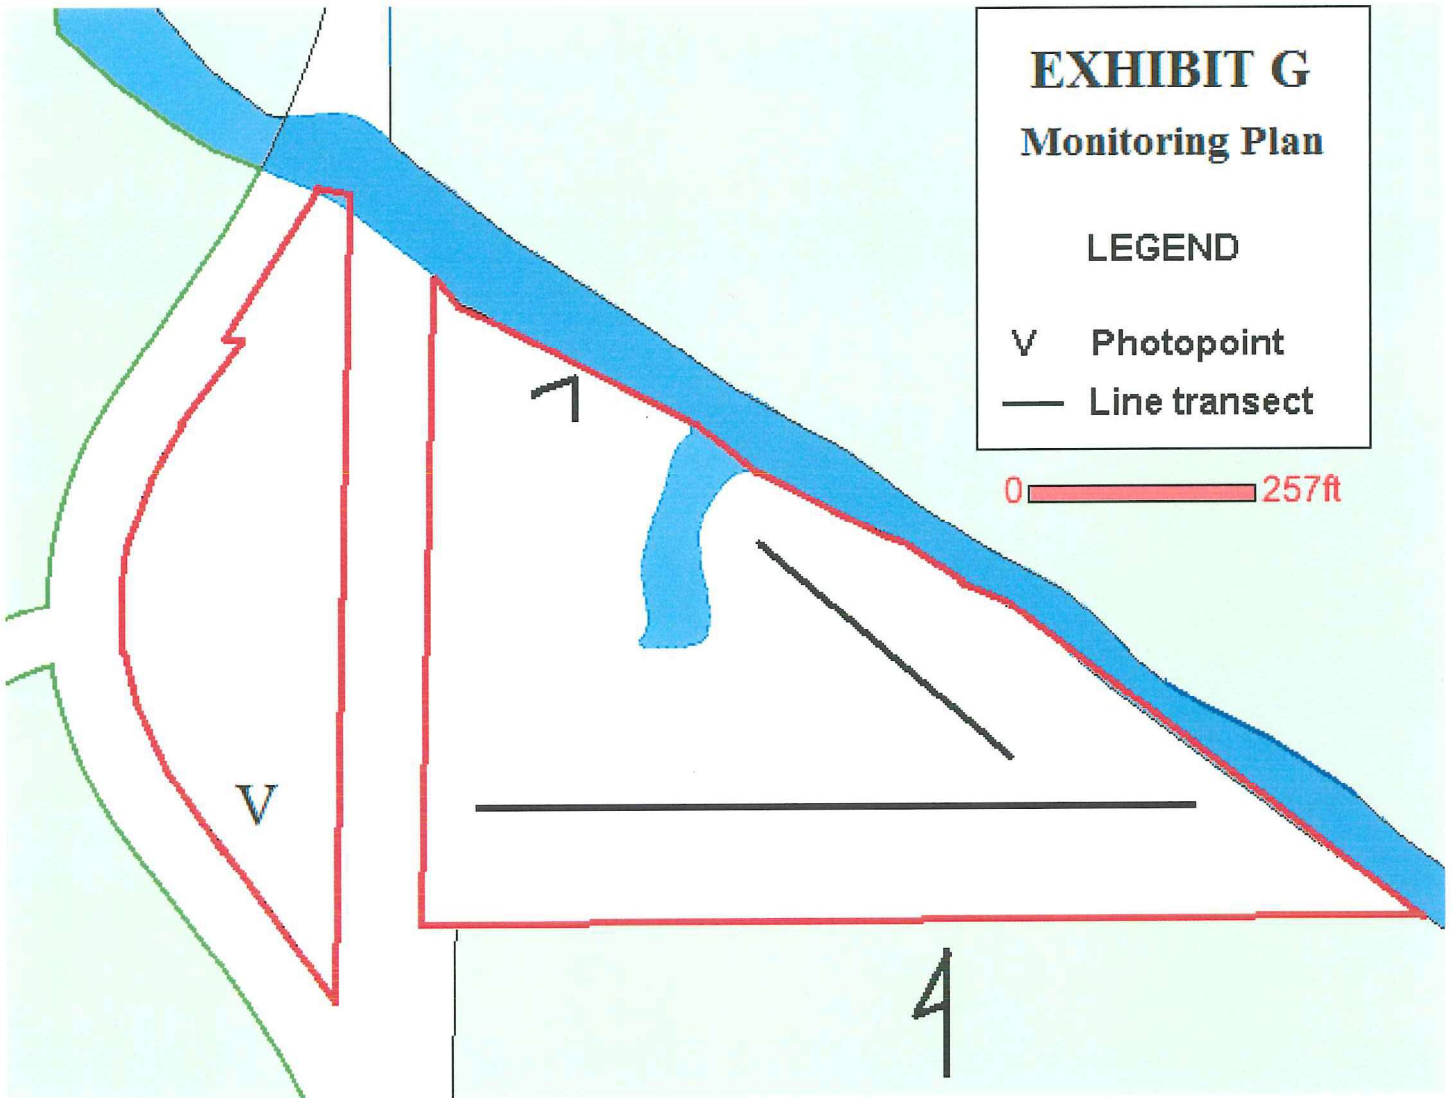 EXHIBIT G
Monitoring Plan
LEGEND
V Photopoint
Line transect
0 257ft
V